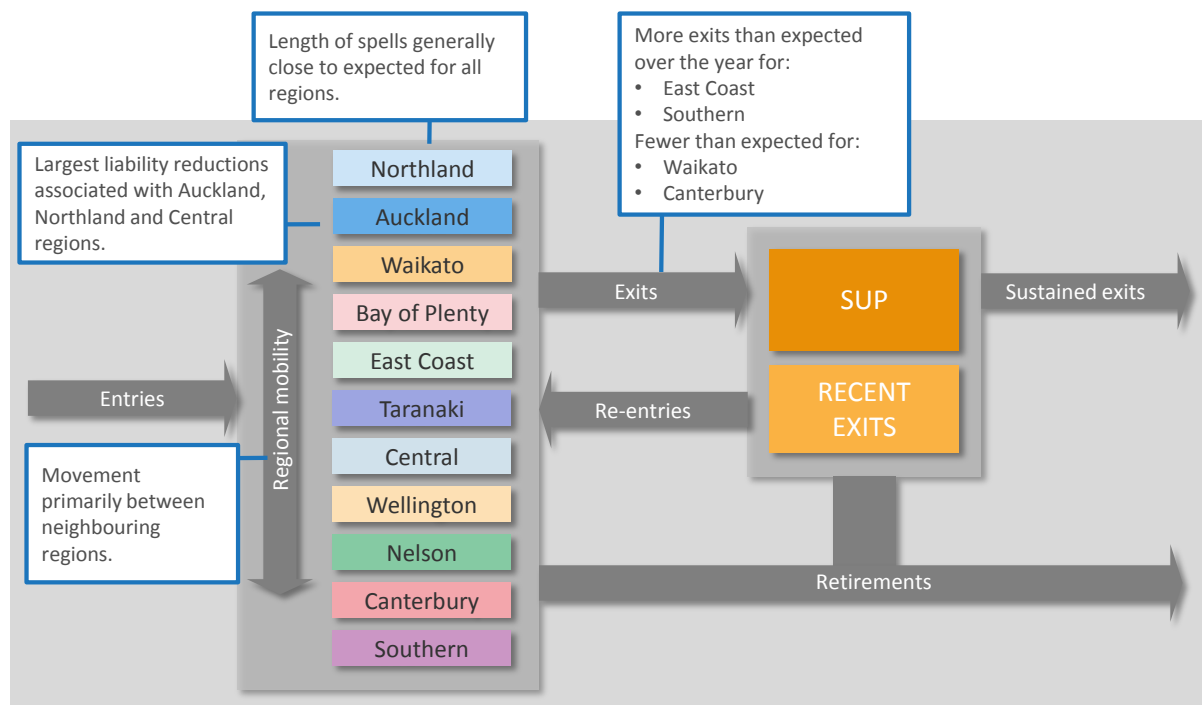 Length of spells generally
close to expected for all
regions.
More exits than expected
over the year for:
• East Coast
• Southern
Fewer than expected for:
• Waikato
• Canterbury
Largest liability reductions
associated with Auckland,
Northland and Central
regions.
Northland
Auckland
Waikato
Bay of Plenty
East Coast
Taranaki
Central
Wellington
Nelson
Canterbury
Southern
Regional mobility
Entries
Movement
primarily between
neighbouring
regions.
Exits
Re-entries
SUP
RECENT
EXITS
Sustained exits
Retirements